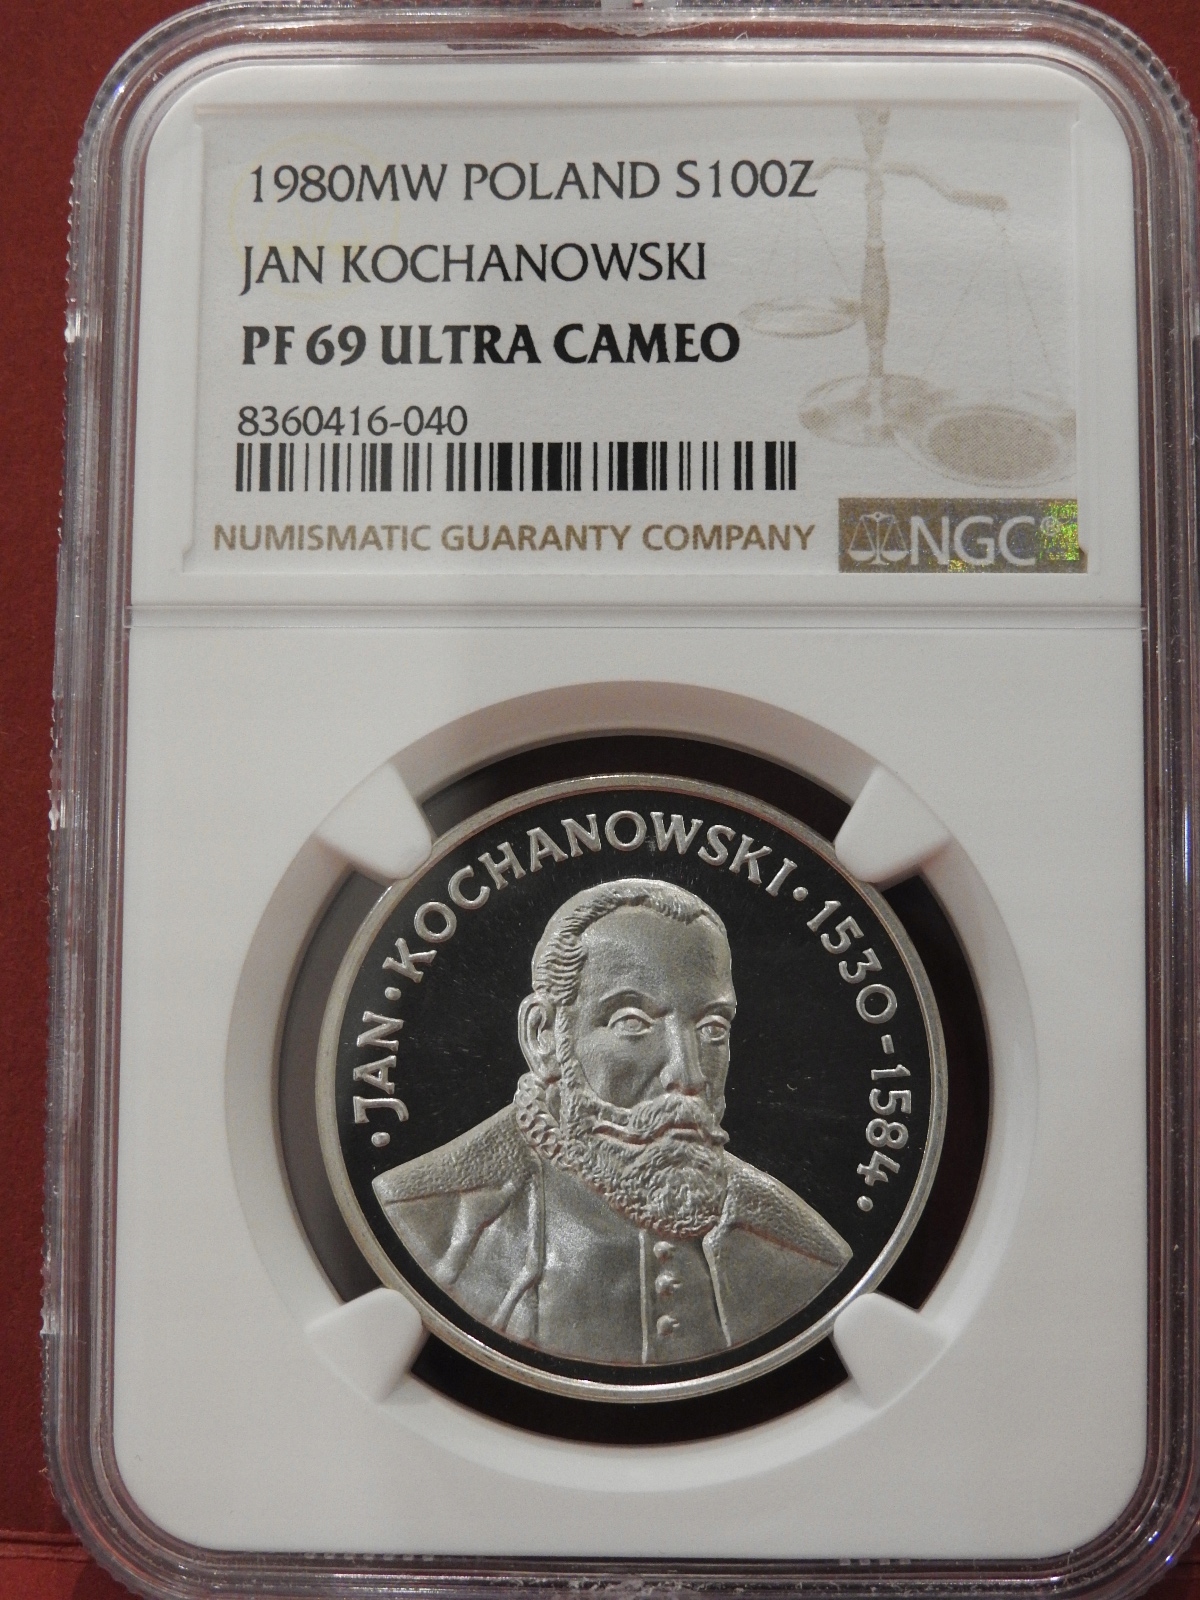 1980MW POLAND S100Z
JAN KOCHANOWSKI
PF 69 ULTRA CAMEO
8360416-040
NUMISMATIC GUARANTY COMPANY
NGC
·JAN·KOCHANOWSKI·1530-1584·